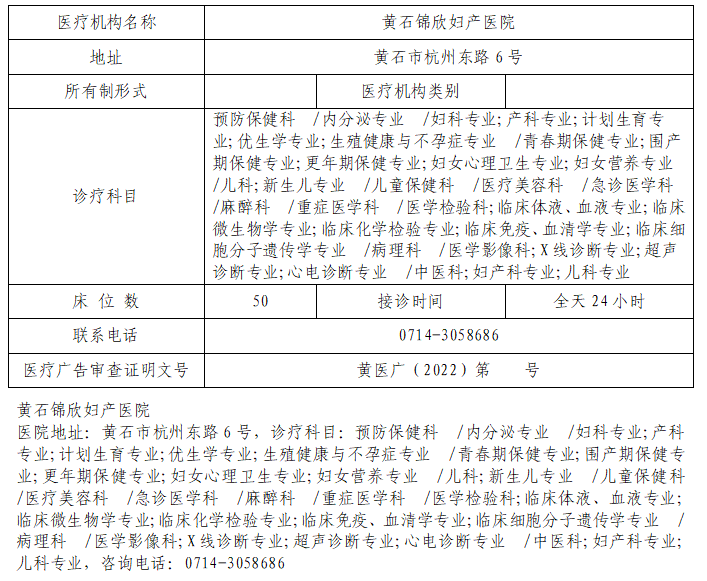 医疗机构名称 黄石锦欣妇产医院
地址 黄石市杭州东路 6 号
所有制形式 医疗机构类别
诊疗科目
预防保健科 /内分泌专业 /妇科专业;产科专业;计划生育专
业;优生学专业;生殖健康与不孕症专业 /青春期保健专业;围产
期保健专业;更年期保健专业;妇女心理卫生专业;妇女营养专业
/儿科;新生儿专业 /儿童保健科 /医疗美容科 /急诊医学科
/麻醉科 /重症医学科 /医学检验科;临床体液、血液专业;临床
微生物学专业;临床化学检验专业;临床免疫、血清学专业;临床细
胞分子遗传学专业 /病理科 /医学影像科;X线诊断专业;超声
诊断专业;心电诊断专业 /中医科;妇产科专业;儿科专业
床 位 数 50 接诊时间 全天 24 小时
联系电话 0714-3058686
医疗广告审查证明文号 黄医广（2022）第 号
黄石锦欣妇产医院
医院地址：黄石市杭州东路 6 号，诊疗科目：预防保健科 /内分泌专业 /妇科专业;产科
专业;计划生育专业;优生学专业;生殖健康与不孕症专业 /青春期保健专业;围产期保健专
业;更年期保健专业;妇女心理卫生专业;妇女营养专业 /儿科;新生儿专业 /儿童保健科
/医疗美容科 /急诊医学科 /麻醉科 /重症医学科 /医学检验科;临床体液、血液专业;
临床微生物学专业;临床化学检验专业;临床免疫、血清学专业;临床细胞分子遗传学专业 /
病理科 /医学影像科;X线诊断专业;超声诊断专业;心电诊断专业 /中医科;妇产科专业;
儿科专业，咨询电话：0714-3058686